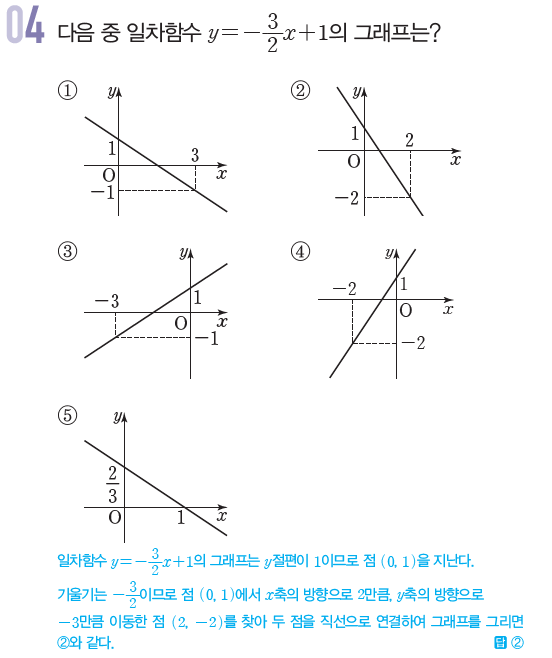 04 다음 중 일차함수 y=-3/2x+1의 그래프는?
① ②
y 1 O 3 x -1
y 1 O 2 x -2
③ ④
y -3 1 O x -1
y -2 1 O x -2
⑤
y 2/3 O 1 x
일차함수 y=-3/2x+1의 그래프는 y절편이 1이므로 점 (0, 1)을 지난다.
기울기는 -3/2이므로 점 (0, 1)에서 x축의 방향으로 2만큼, y축의 방향으로
-3만큼 이동한 점 (2, -2)를 찾아 두 점을 직선으로 연결하여 그래프를 그리면
②와 같다. 답 ②